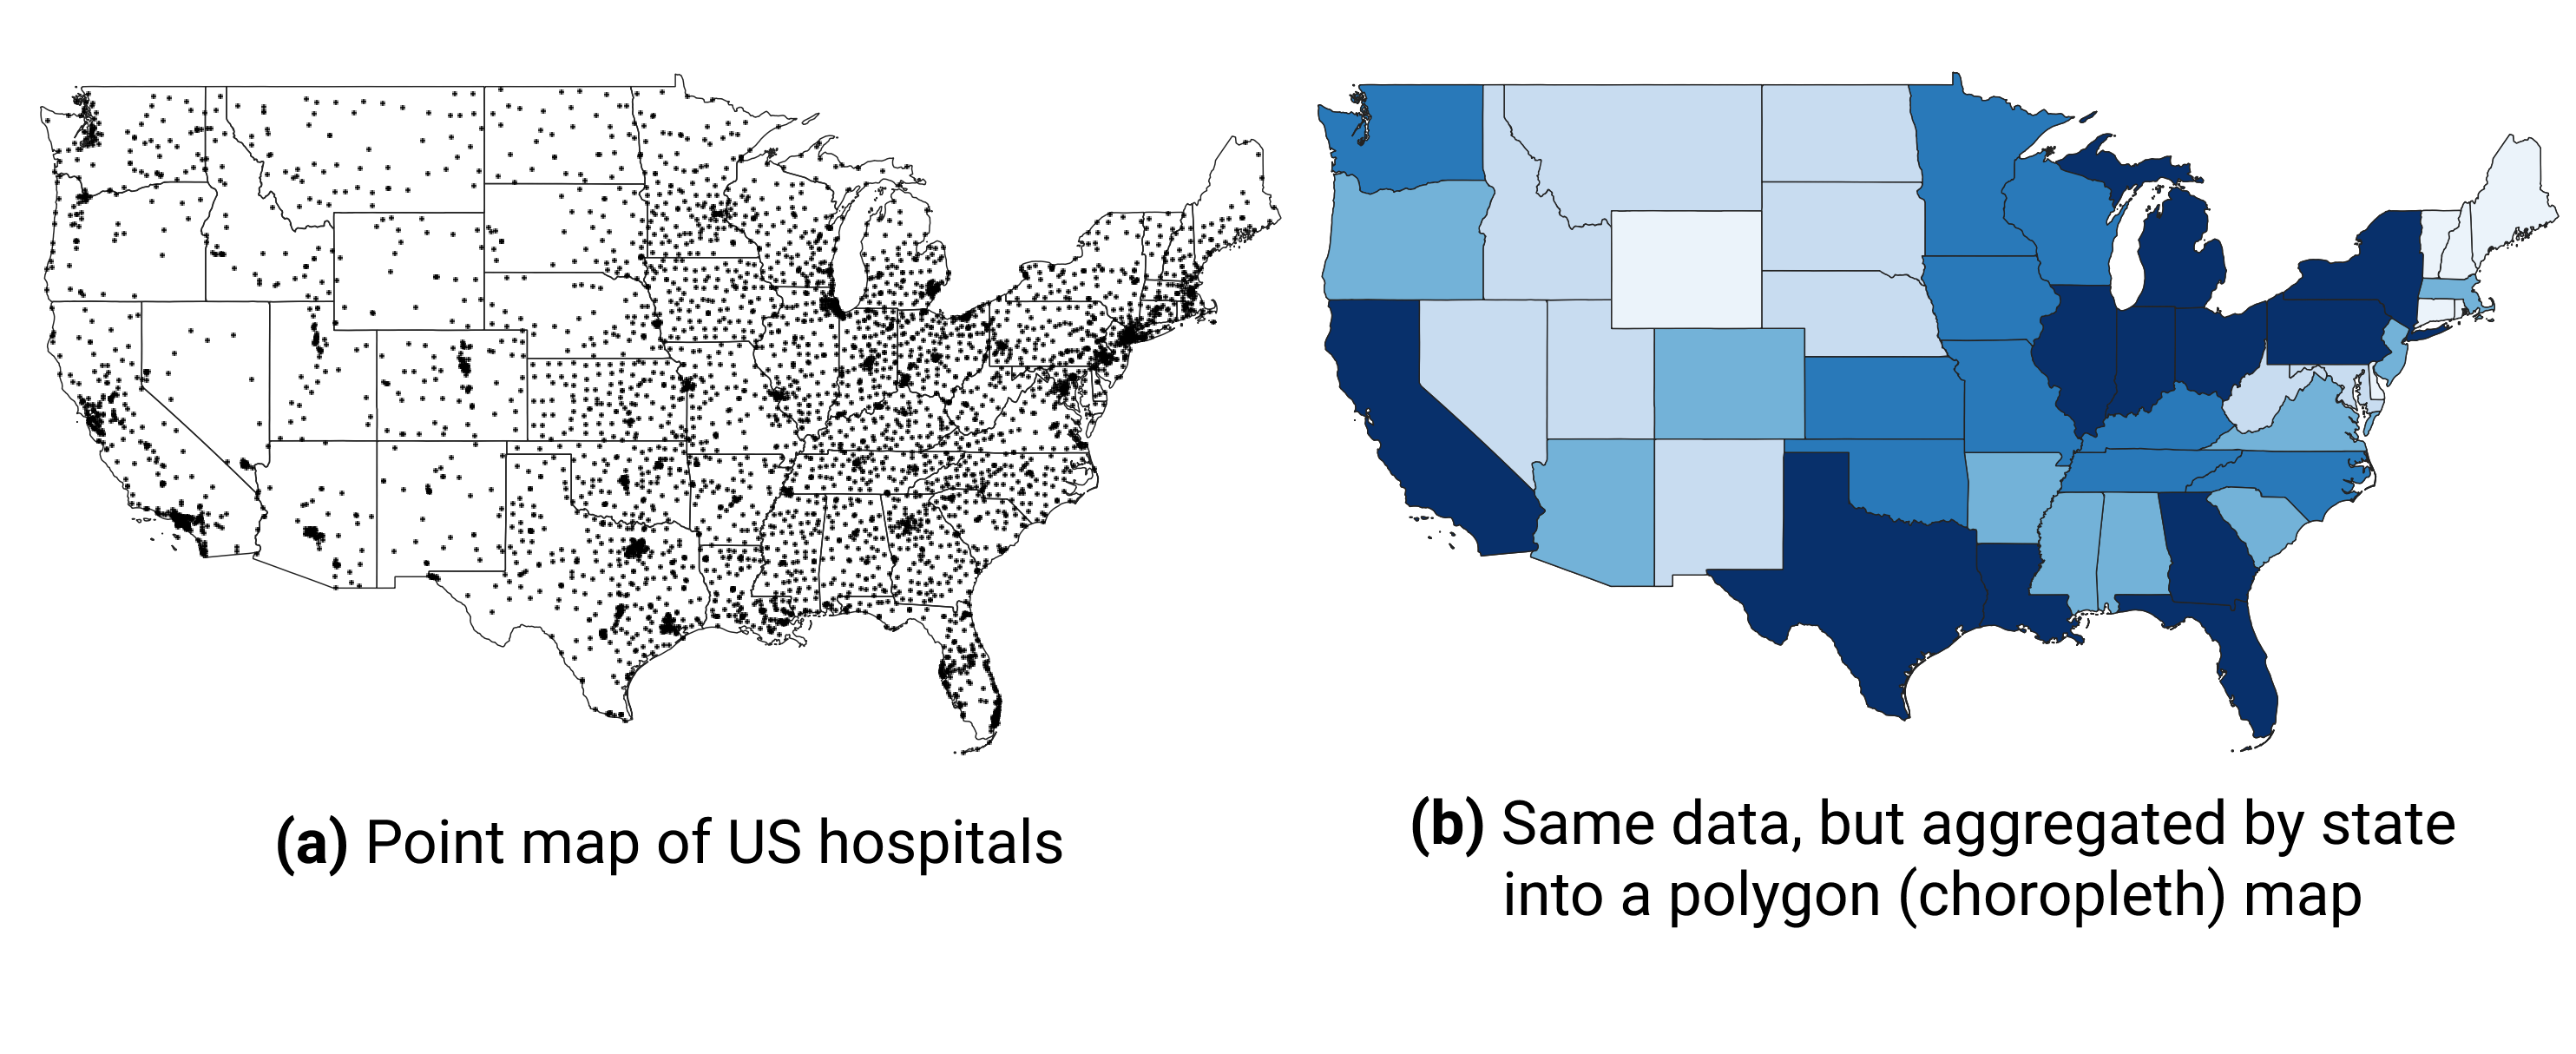 (a) Point map of US hospitals
(b) Same data, but aggregated by state
into a polygon (choropleth) map